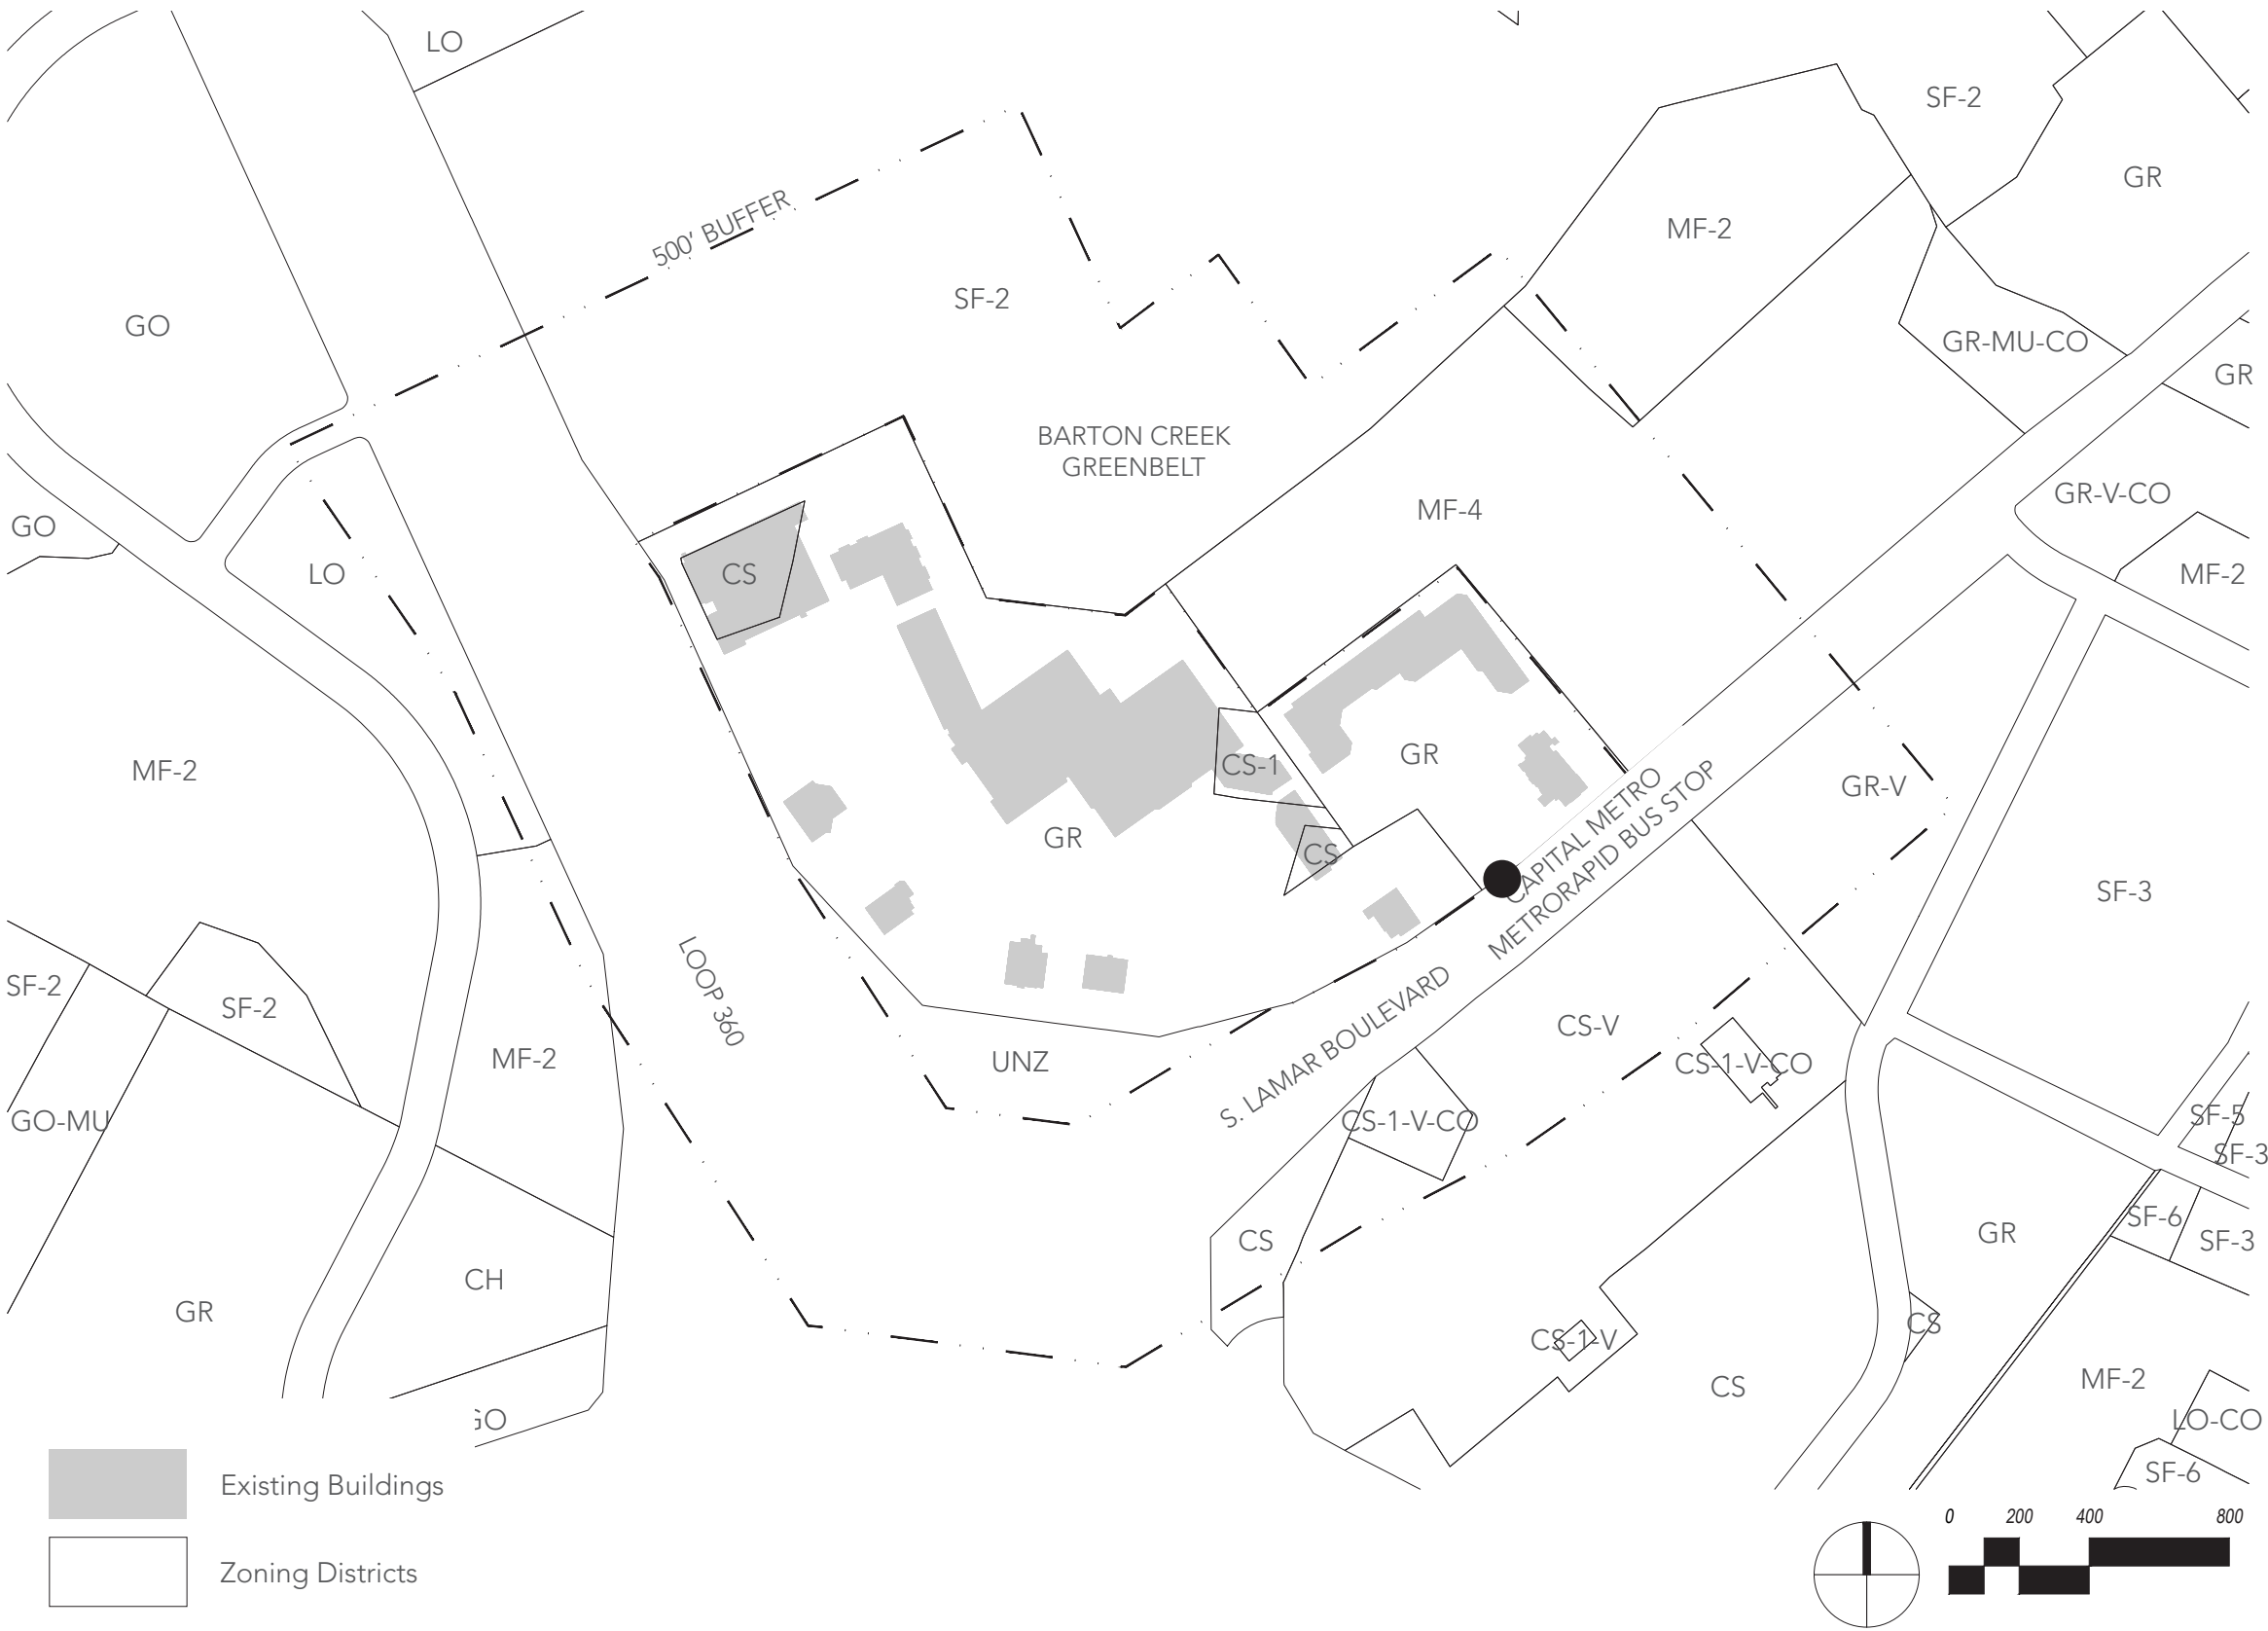 LO
SF-2
GR
500' BUFFER
MF-2
SF-2
GO
GR-MU-CO
GR
BARTON CREEK
GREENBELT
GR-V-CO
MF-4
GO
LO
CS
MF-2
GR
CS-1
MF-2
GR-V
CAPITAL METRO
METRORAPID BUS STOP
GR
CS
SF-3
SF-2
SF-2
LOOP 360
S. LAMAR BOULEVARD
CS-V
MF-2
UNZ
CS-1-V-CO
GO-MU
CS-1-V-CO
SF-5
SF-3
SF-6
GR
SF-3
CS
CH
GR
CS
CS-1-V
MF-2
CS
GO
LO-CO
SF-6
Existing Buildings
Zoning Districts
0 200 400 800